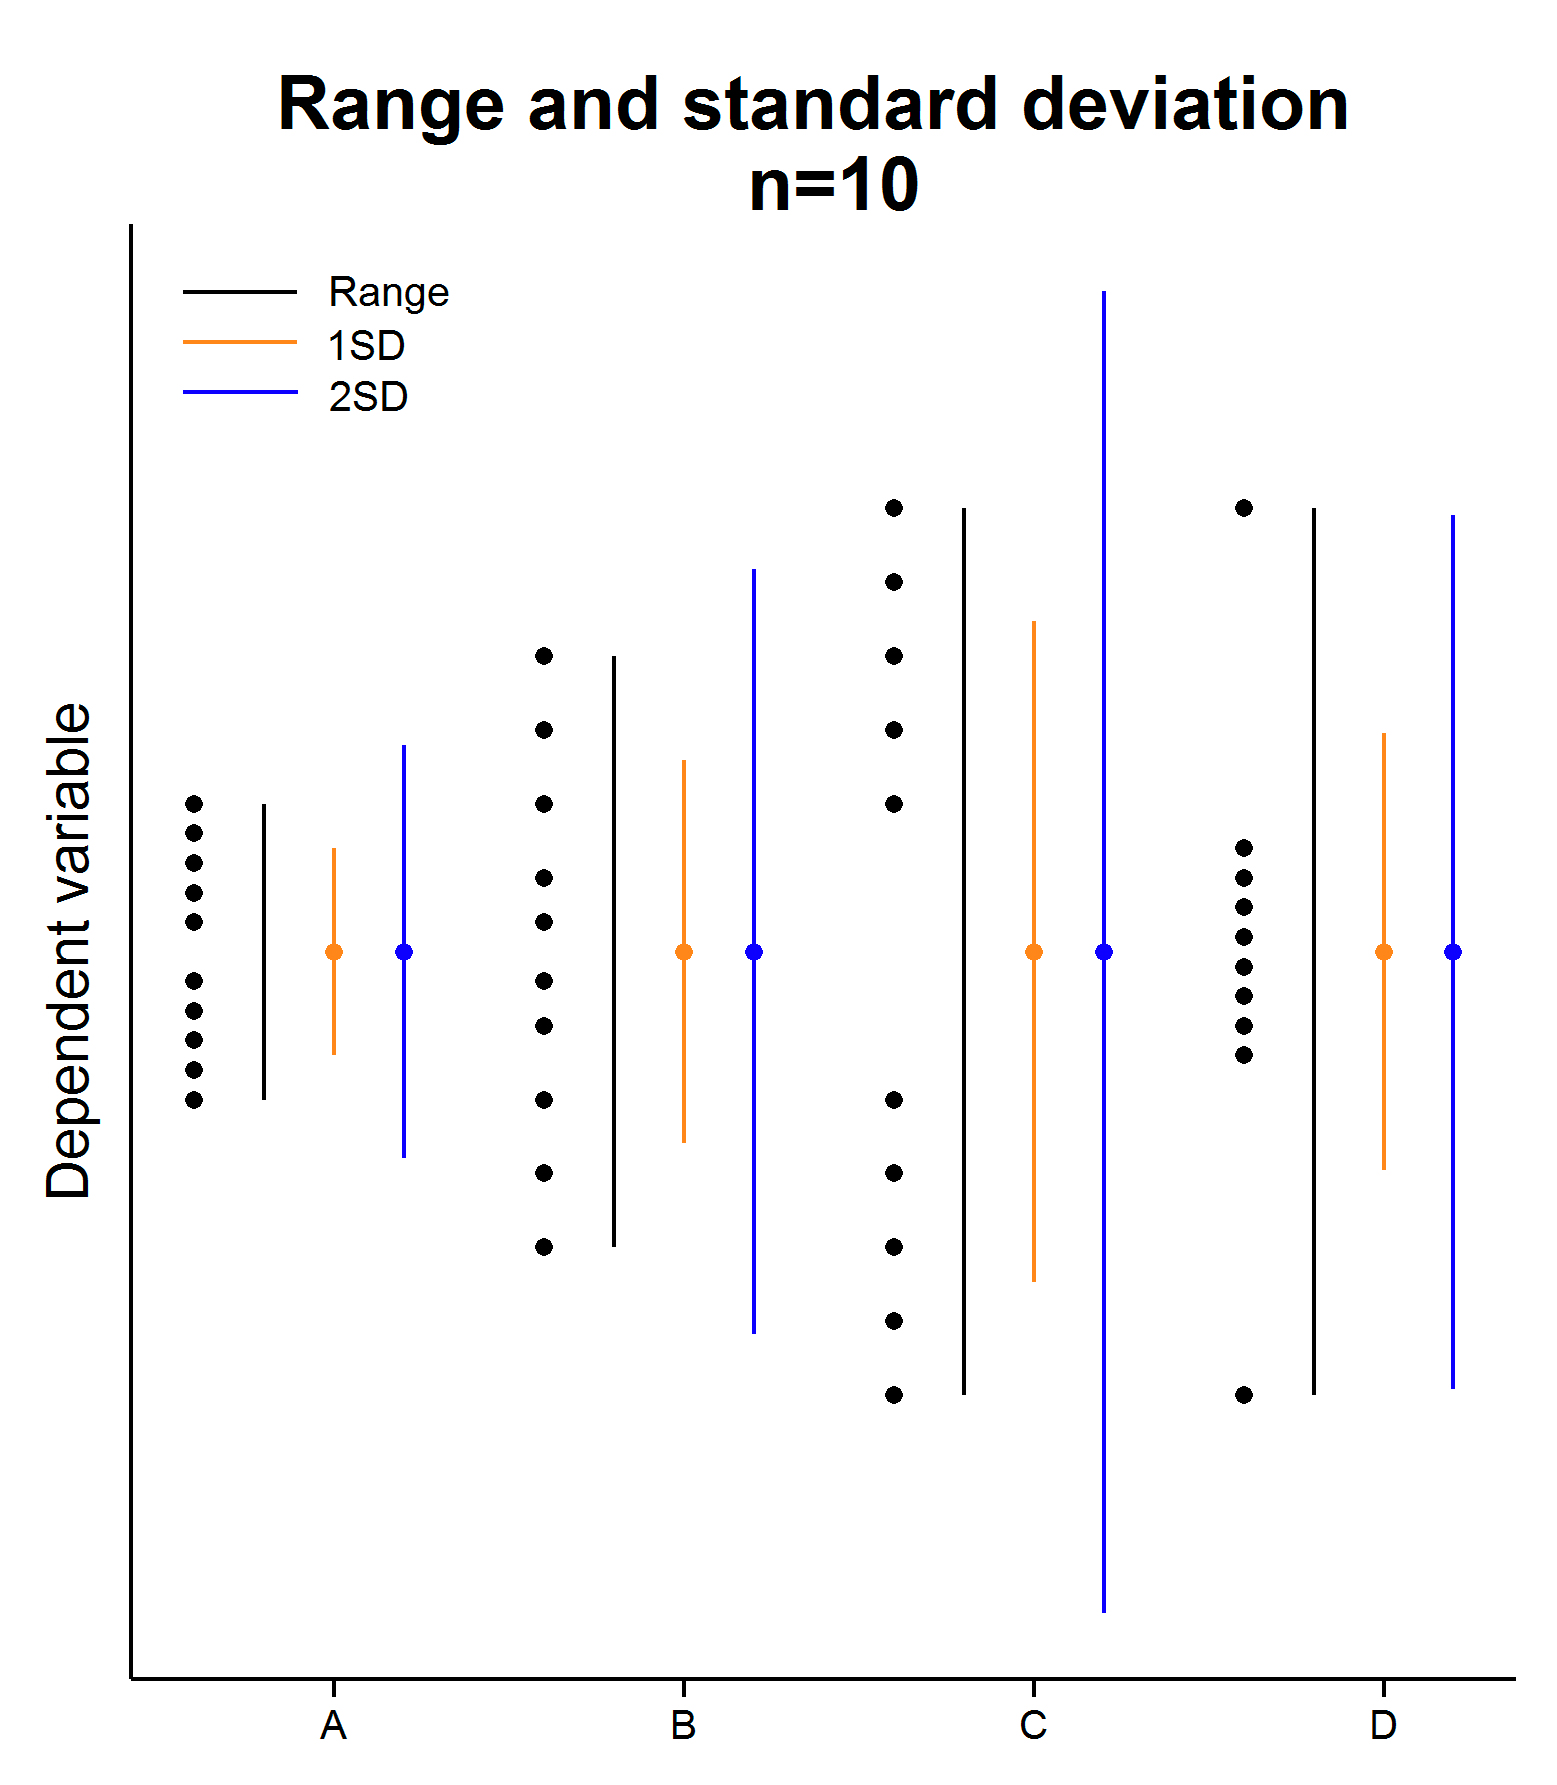 Range and standard deviation
n=10
Range
1SD
2SD
Dependent variable
A
B
C
D